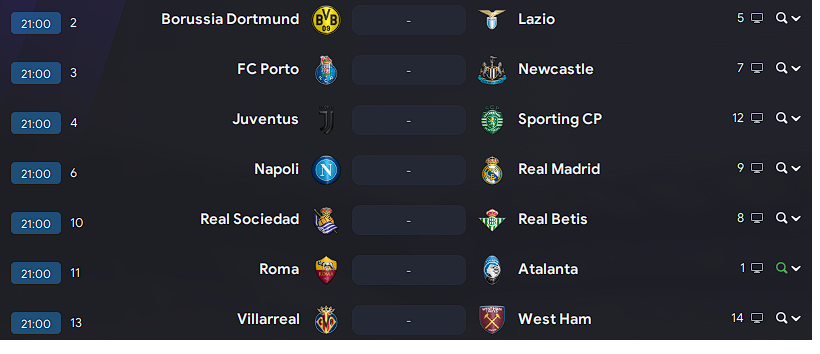 21:00 2 Borussia Dortmund - Lazio 5
21:00 3 FC Porto - Newcastle 7
21:00 4 Juventus - Sporting CP 12
21:00 6 Napoli - Real Madrid 9
21:00 10 Real Sociedad - Real Betis 8
21:00 11 Roma - Atalanta 1
21:00 13 Villarreal - West Ham 14